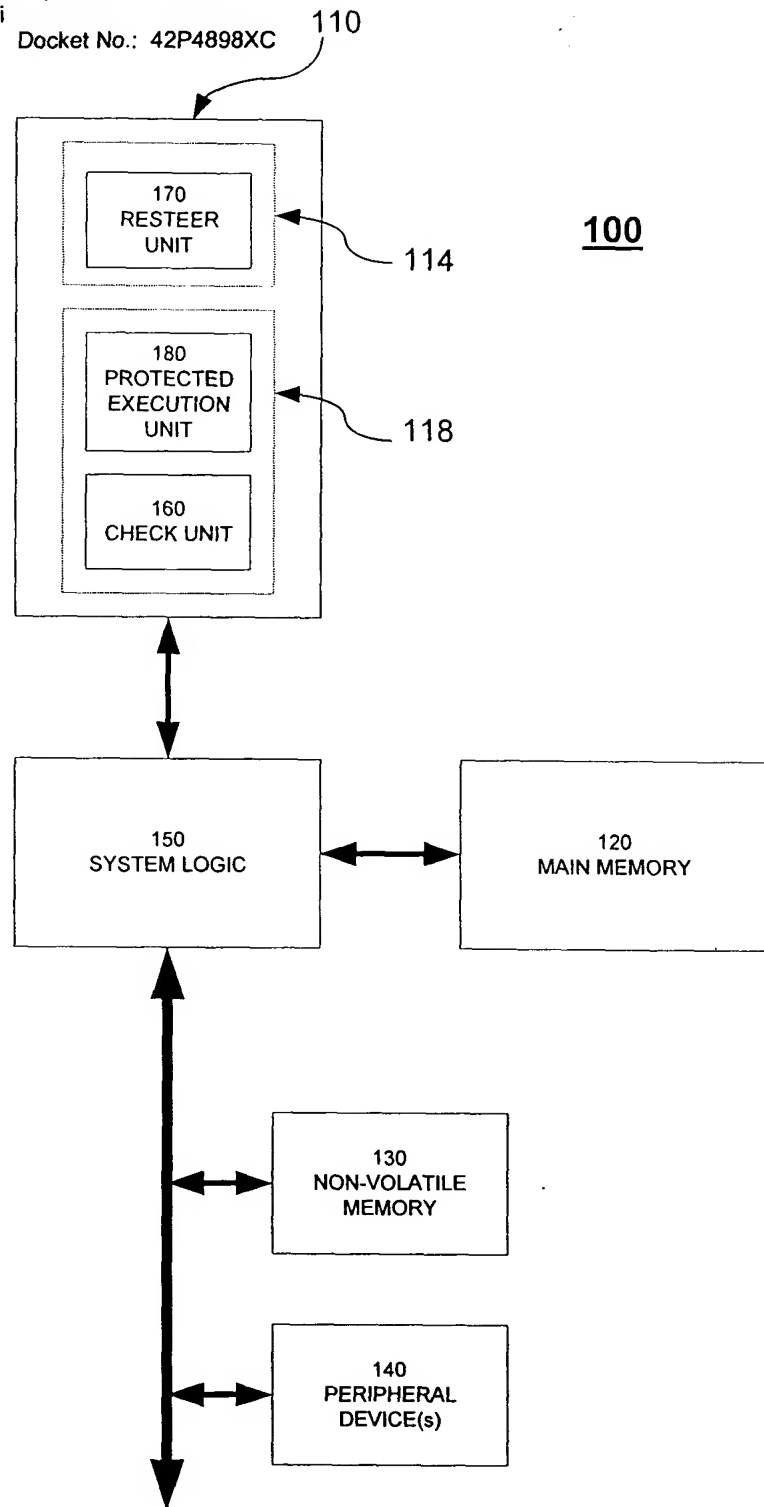 i
Docket No.: 42P4898XC
110
170
RESTEER
UNIT
100
114
180
PROTECTED
EXECUTION
UNIT
118
160
CHECK UNIT
150
SYSTEM LOGIC
120
MAIN MEMORY
130
NON-VOLATILE
MEMORY
140
PERIPHERAL
DEVICE(s)